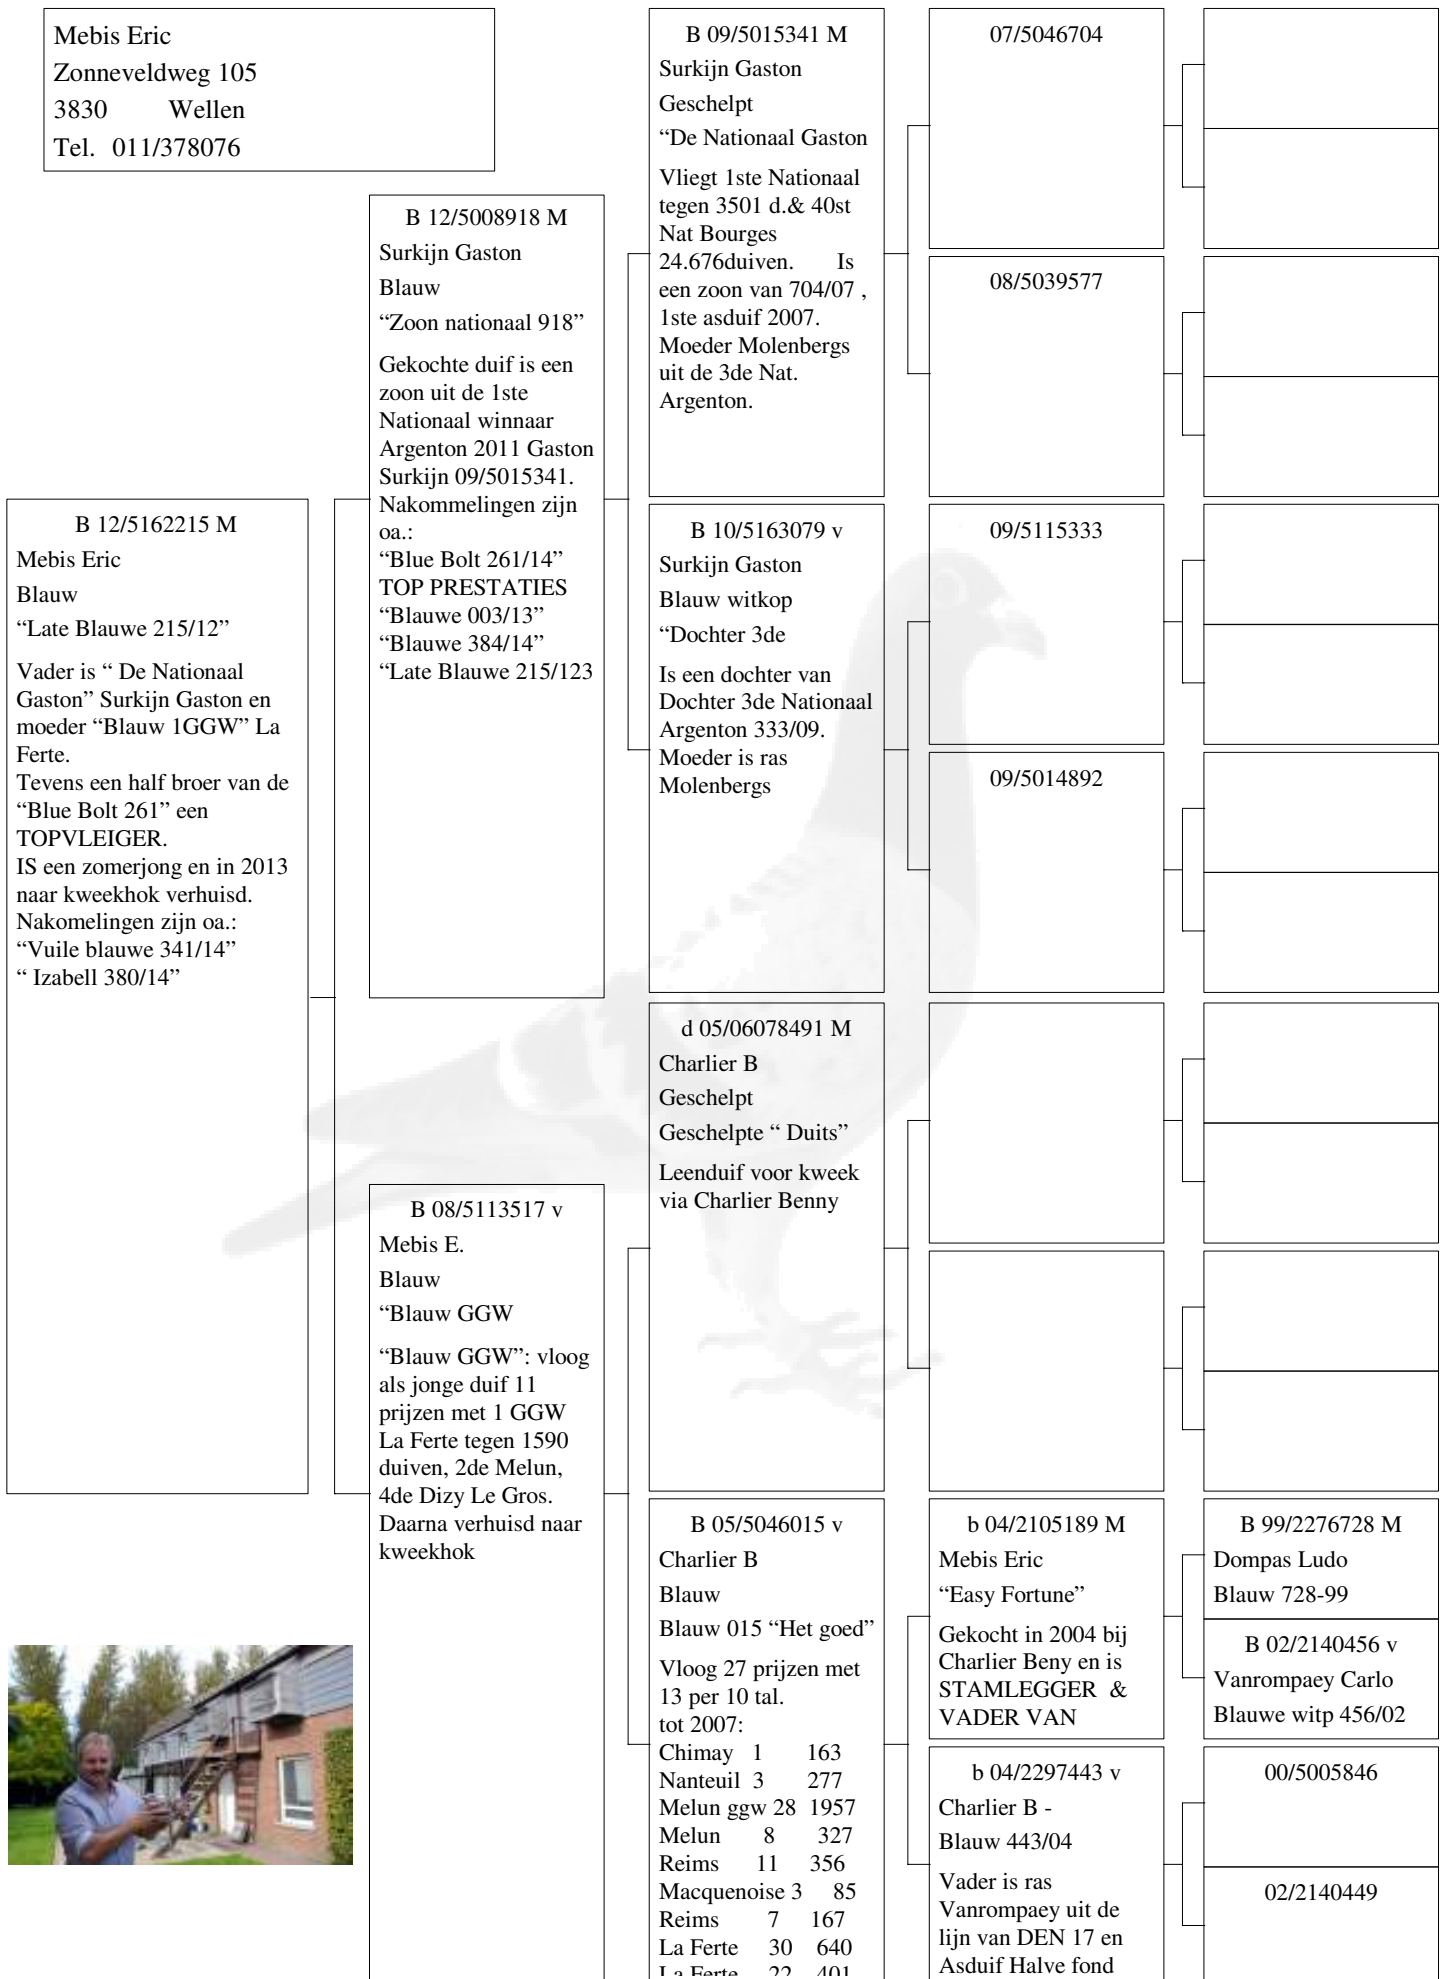 Mebis Eric
Zonneveldweg 105
3830 Wellen
Tel. 011/378076
B 12/5162215 M
Mebis Eric
Blauw
“Late Blauwe 215/12”
Vader is “ De Nationaal
Gaston” Surkijn Gaston en
moeder “Blauw 1GGW” La
Ferte.
Tevens een half broer van de
“Blue Bolt 261” een
TOPVLEIGER.
IS een zomerjong en in 2013
naar kweekhok verhuisd.
Nakomelingen zijn oa.:
“Vuile blauwe 341/14”
“ Izabell 380/14”
B 12/5008918 M
Surkijn Gaston
Blauw
“Zoon nationaal 918”
Gekochte duif is een
zoon uit de 1ste
Nationaal winnaar
Argenton 2011 Gaston
Surkijn 09/5015341.
Nakommelingen zijn
oa.:
“Blue Bolt 261/14”
TOP PRESTATIES
“Blauwe 003/13”
“Blauwe 384/14”
“Late Blauwe 215/123
B 08/5113517 v
Mebis E.
Blauw
“Blauw GGW
“Blauw GGW”: vloog
als jonge duif 11
prijzen met 1 GGW
La Ferte tegen 1590
duiven, 2de Melun,
4de Dizy Le Gros.
Daarna verhuisd naar
kweekhok
B 09/5015341 M
Surkijn Gaston
Geschelpt
“De Nationaal Gaston
Vliegt 1ste Nationaal
tegen 3501 d.& 40st
Nat Bourges
24.676duiven. Is
een zoon van 704/07 ,
1ste asduif 2007.
Moeder Molenbergs
uit de 3de Nat.
Argenton.
B 10/5163079 v
Surkijn Gaston
Blauw witkop
“Dochter 3de
Is een dochter van
Dochter 3de Nationaal
Argenton 333/09.
Moeder is ras
Molenbergs
d 05/06078491 M
Charlier B
Geschelpt
Geschelpte “ Duits”
Leenduif voor kweek
via Charlier Benny
B 05/5046015 v
Charlier B
Blauw
Blauw 015 “Het goed”
Vloog 27 prijzen met
13 per 10 tal.
tot 2007:
Chimay 1 163
Nanteuil 3 277
Melun ggw 28 1957
Melun 8 327
Reims 11 356
Macquenoise 3 85
Reims 7 167
La Ferte 30 640
La Ferte 22 401
07/5046704
08/5039577
09/5115333
09/5014892
b 04/2105189 M
Mebis Eric
“Easy Fortune”
Gekocht in 2004 bij
Charlier Beny en is
STAMLEGGER &
VADER VAN
b 04/2297443 v
Charlier B -
Blauw 443/04
Vader is ras
Vanrompaey uit de
lijn van DEN 17 en
Asduif Halve fond
B 99/2276728 M
Dompas Ludo
Blauw 728-99
B 02/2140456 v
Vanrompaey Carlo
Blauwe witp 456/02
00/5005846
02/2140449